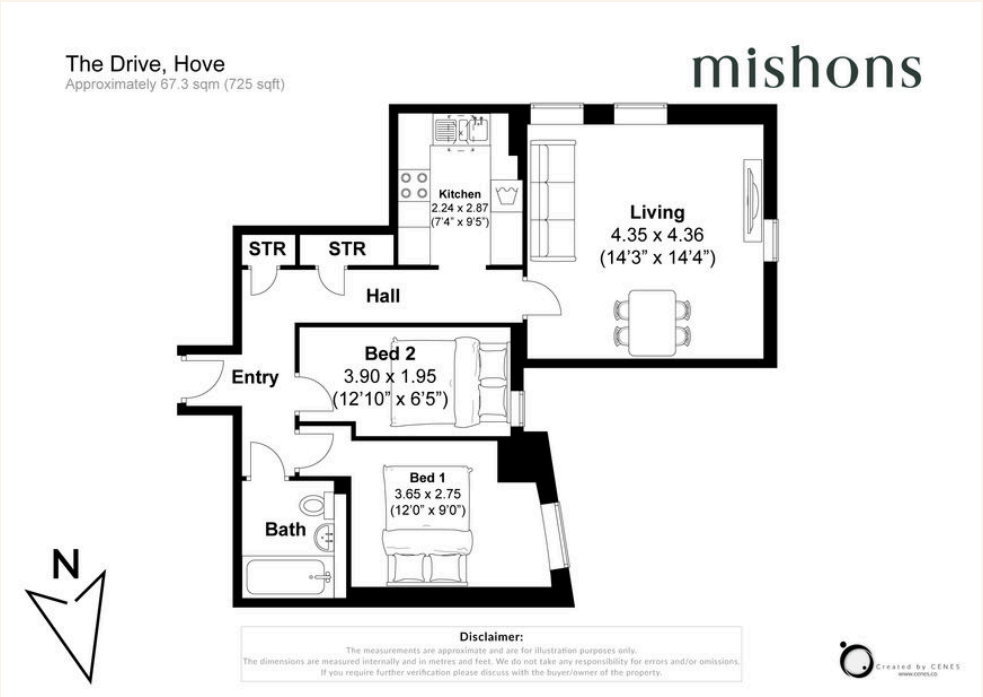 The Drive, Hove
Approximately 67.3 sqm (725 sqft)
mishons
Kitchen
2.24 x 2.87
(7'4" x 9'5")
Living
4.35 x 4.36
(14'3" x 14'4")
STR
STR
Hall
Bed 2
3.90 x 1.95
(12'10" x 6'5")
Entry
Bed 1
3.65 x 2.75
(12'0" x 9'0")
Bath
N
Disclaimer:
The measurements are approximate and are for illustration purposes only.
The dimensions are measured internally and in metres and feet. We do not take any responsibility for errors and/or omissions.
If you require further verification please discuss with the buyer/owner of the property.
Created by CENES
www.cenes.co